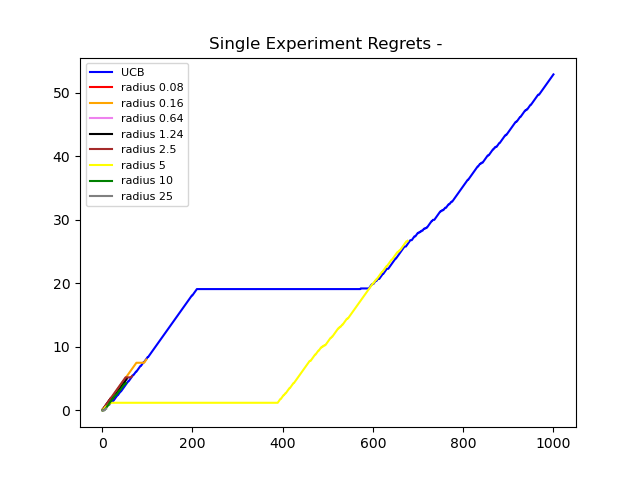 Single Experiment Regrets -
UCB
radius 0.08
radius 0.16
radius 0.64
radius 1.24
radius 2.5
radius 5
radius 10
radius 25
50
40
30
20
10
0
0 200 400 600 800 1000